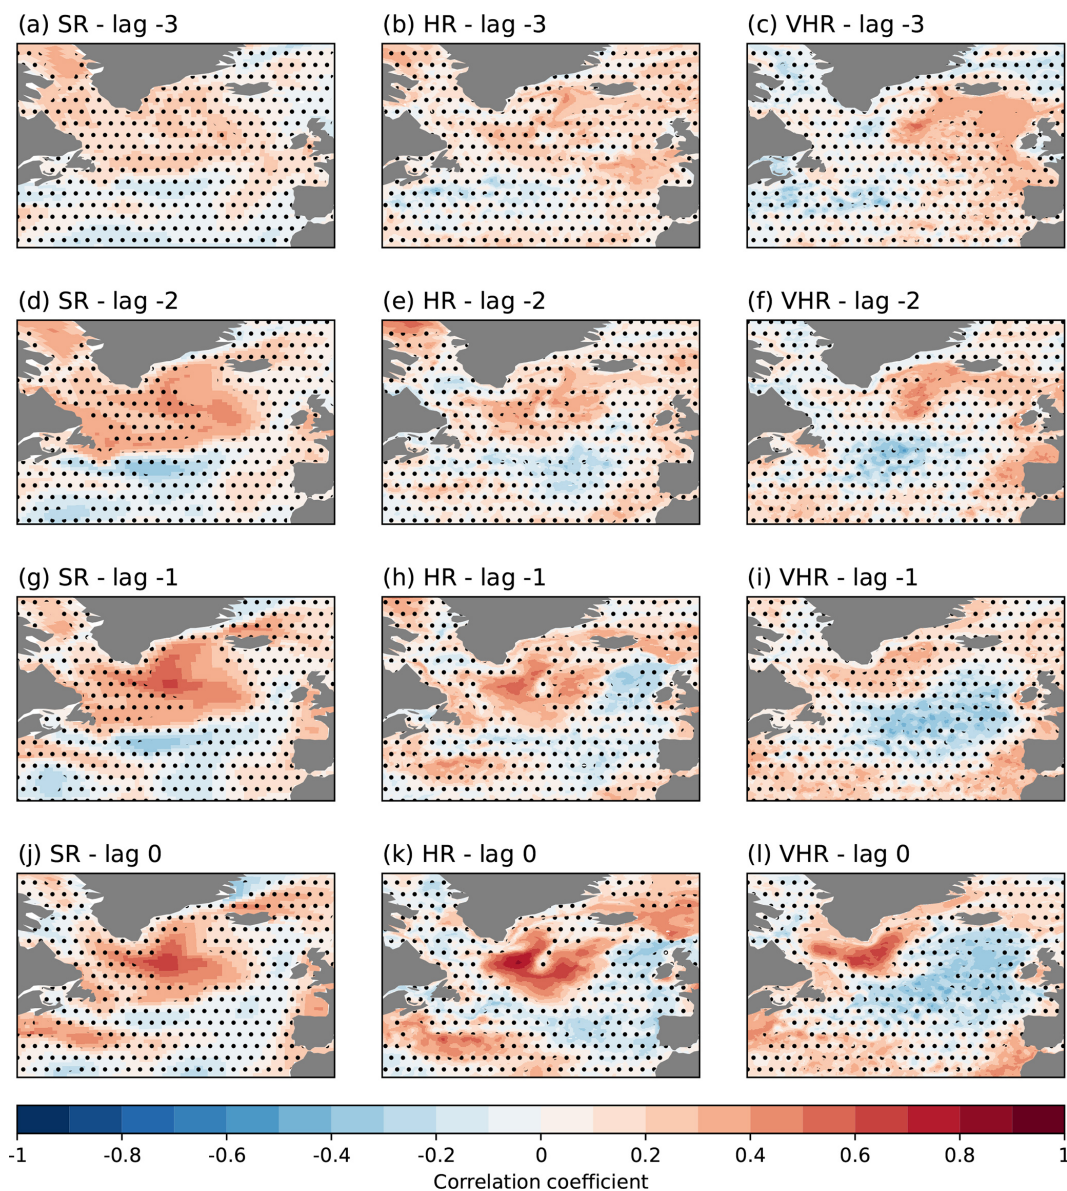 (a) SR - lag -3
(b) HR - lag -3
(c) VHR - lag -3
(d) SR - lag -2
(e) HR - lag -2
(f) VHR - lag -2
(g) SR - lag -1
(h) HR - lag -1
(i) VHR - lag -1
(j) SR - lag 0
(k) HR - lag 0
(l) VHR - lag 0
-1 -0.8 -0.6 -0.4 -0.2 0 0.2 0.4 0.6 0.8 1
Correlation coefficient